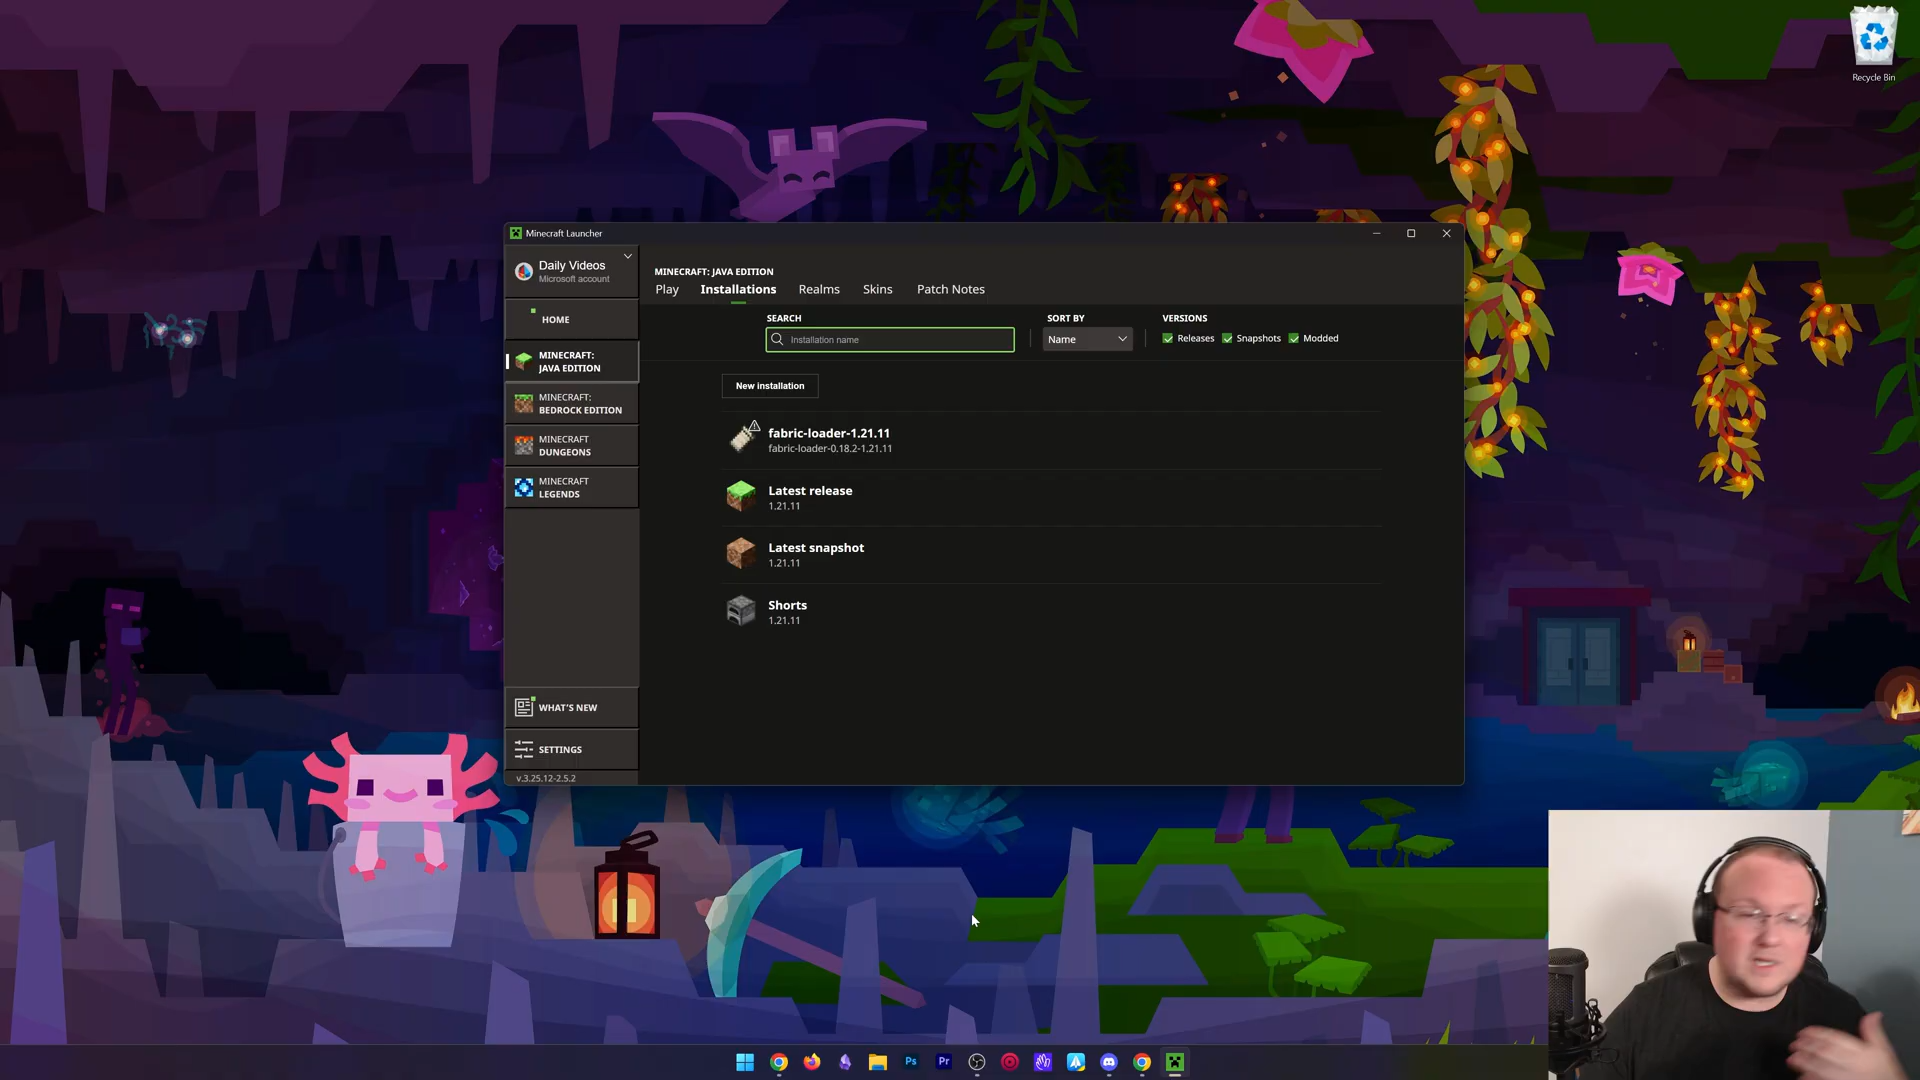 Recycle Bin
Minecraft Launcher
Daily Videos
Microsoft account
HOME
MINECRAFT:
JAVA EDITION
MINECRAFT:
BEDROCK EDITION
MINECRAFT
DUNGEONS
MINECRAFT
LEGENDS
WHAT'S NEW
SETTINGS
v.3.25.12-2.5.2
MINECRAFT: JAVA EDITION
Play Installations Realms Skins Patch Notes
SEARCH SORT BY VERSIONS
Installation name Name Releases Snapshots Modded
New installation
fabric-loader-1.21.11
fabric-loader-0.18.2-1.21.11
Latest release
1.21.11
Latest snapshot
1.21.11
Shorts
1.21.11
Ps Pr